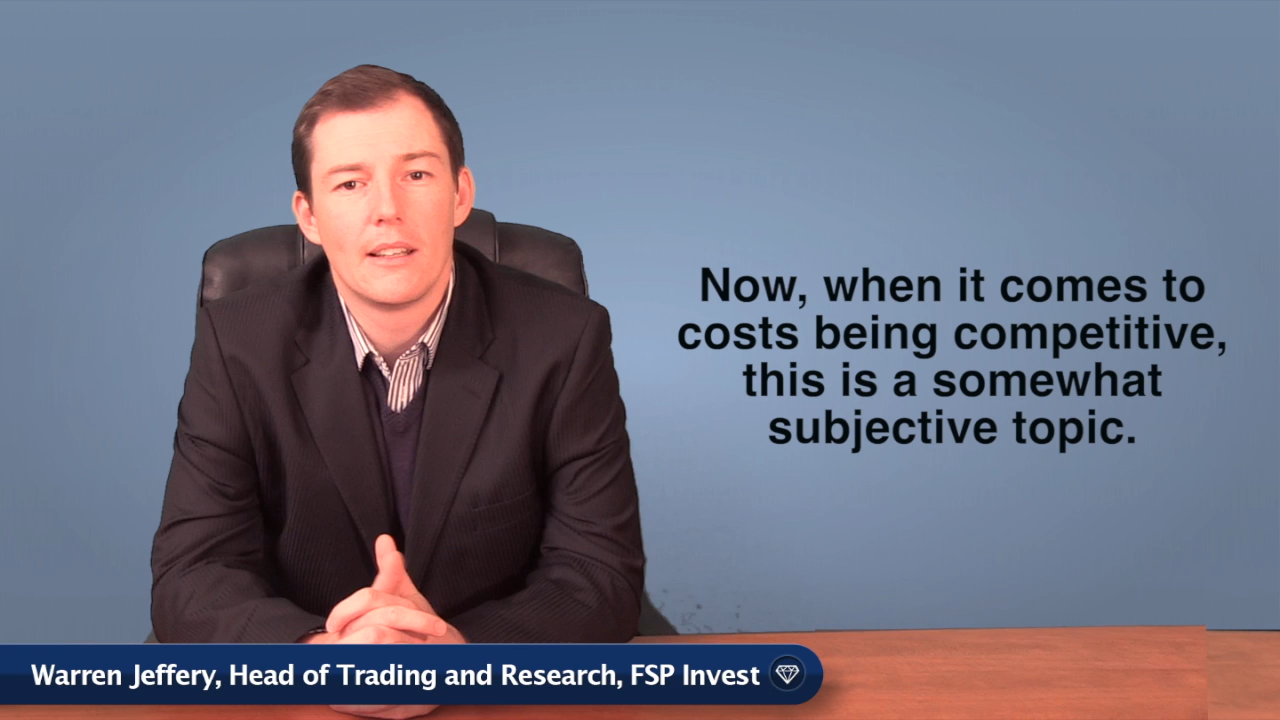 Now, when it comes to
costs being competitive,
this is a somewhat
subjective topic.
Warren Jeffery, Head of Trading and Research, FSP Invest